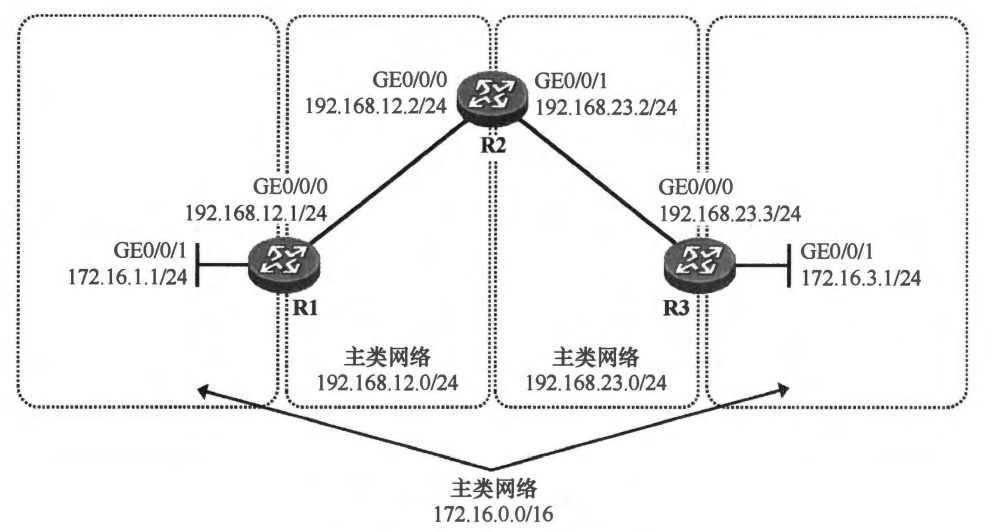 GE0/0/0
192.168.12.2/24
GE0/0/1
192.168.23.2/24
R2
GE0/0/0
192.168.12.1/24
GE0/0/0
192.168.23.3/24
GE0/0/1
172.16.1.1/24
GE0/0/1
172.16.3.1/24
R1
R3
主类网络
192.168.12.0/24
主类网络
192.168.23.0/24
主类网络
172.16.0.0/16